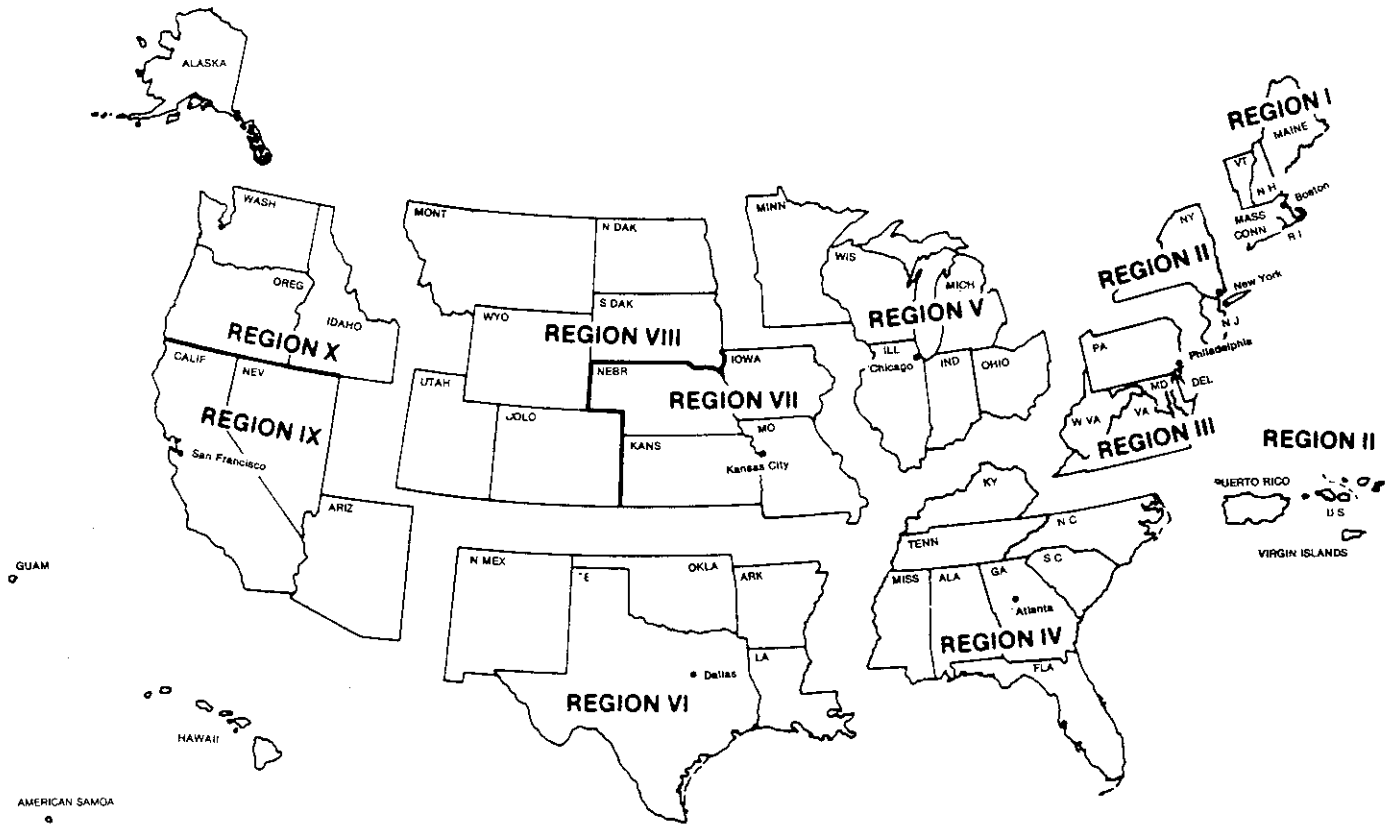 ALASKA
REGION I
MAINE
VT
N H
Boston
MASS
CONN
R I
NY
REGION II
New York
N J
WASH
OREG
IDAHO
REGION X
MONT
N DAK
S DAK
WYO
REGION VIII
UTAH
COLO
MINN
WIS
MICH
REGION V
ILL
Chicago
IND
OHIO
PA
Philadelphia
MD
DEL
W VA
VA
REGION III
CALIF
NEV
REGION IX
San Francisco
ARIZ
NEBR
IOWA
REGION VII
KANS
MO
Kansas City
REGION II
UERTO RICO
U S
VIRGIN ISLANDS
KY
TENN
N C
S C
MISS
ALA
GA
Atlanta
REGION IV
FLA
N MEX
OKLA
ARK
LA
Dallas
REGION VI
GUAM
HAWAII
AMERICAN SAMOA